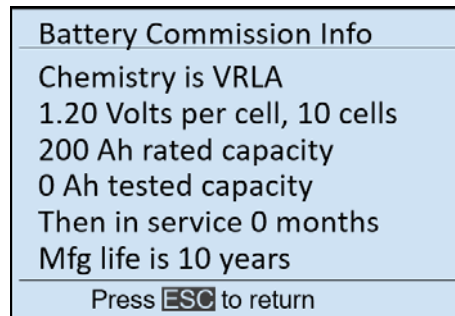 Battery Commission Info
Chemistry is VRLA
1.20 Volts per cell, 10 cells
200 Ah rated capacity
0 Ah tested capacity
Then in service 0 months
Mfg life is 10 years
Press ESC to return